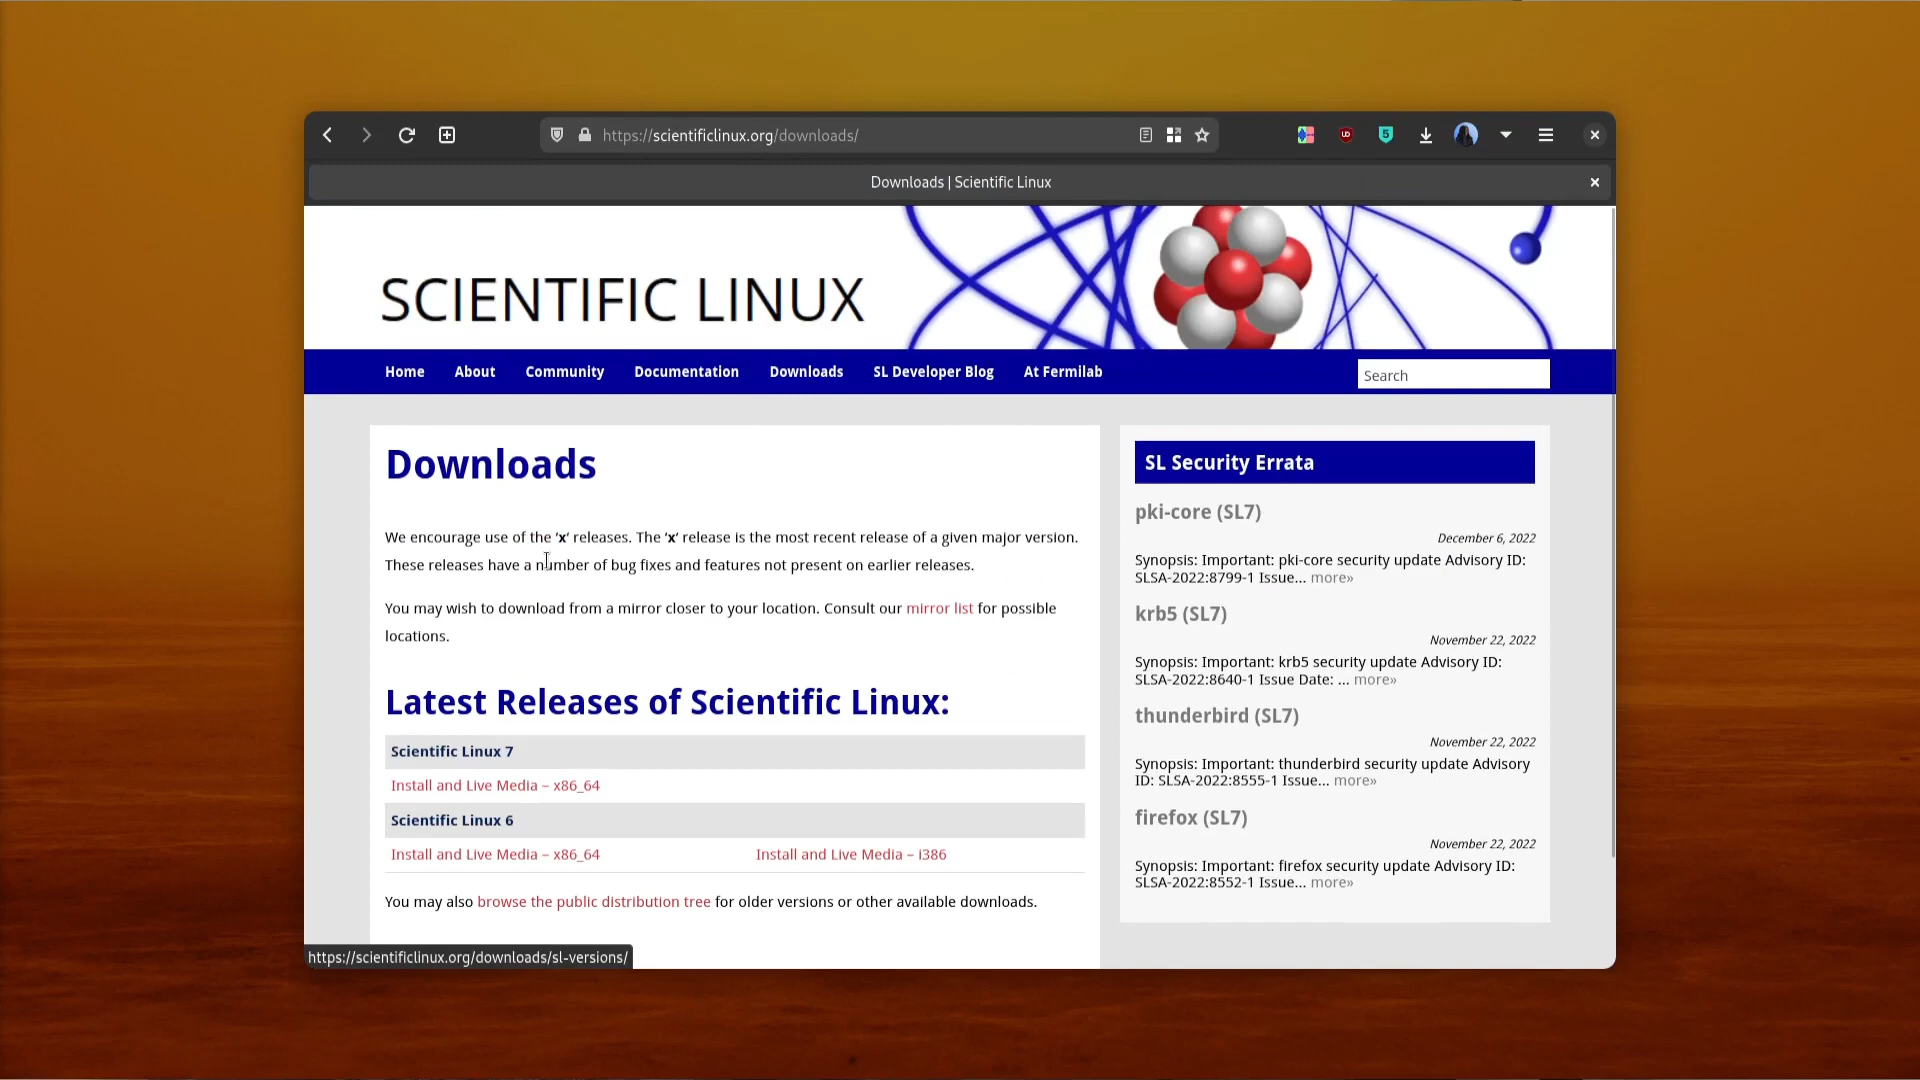 https://scientificlinux.org/downloads/
5
Downloads | Scientific Linux
SCIENTIFIC LINUX
Home About Community Documentation Downloads SL Developer Blog At Fermilab Search
Downloads
We encourage use of the ‘x’ releases. The ‘x’ release is the most recent release of a given major version.
These releases have a number of bug fixes and features not present on earlier releases.
You may wish to download from a mirror closer to your location. Consult our mirror list for possible
locations.
Latest Releases of Scientific Linux:
Scientific Linux 7
Install and Live Media – x86_64
Scientific Linux 6
Install and Live Media – x86_64 Install and Live Media – i386
You may also browse the public distribution tree for older versions or other available downloads.
SL Security Errata
pki-core (SL7)
December 6, 2022
Synopsis: Important: pki-core security update Advisory ID:
SLSA-2022:8799-1 Issue... more»
krb5 (SL7)
November 22, 2022
Synopsis: Important: krb5 security update Advisory ID:
SLSA-2022:8640-1 Issue Date: ... more»
thunderbird (SL7)
November 22, 2022
Synopsis: Important: thunderbird security update Advisory
ID: SLSA-2022:8555-1 Issue... more»
firefox (SL7)
November 22, 2022
Synopsis: Important: firefox security update Advisory ID:
SLSA-2022:8552-1 Issue... more»
https://scientificlinux.org/downloads/sl-versions/